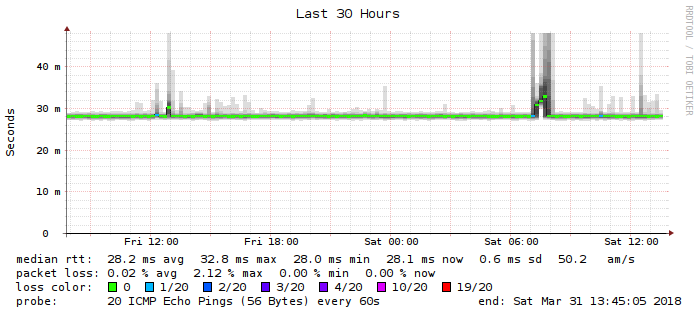 Last 30 Hours
RRDTOOL / TOBI OETIKER
Seconds
40 m
30 m
20 m
10 m
0
Fri 12:00 Fri 18:00 Sat 00:00 Sat 06:00 Sat 12:00
median rtt: 28.2 ms avg 32.8 ms max 28.0 ms min 28.1 ms now 0.6 ms sd 50.2 am/s
packet loss: 0.02 % avg 2.12 % max 0.00 % min 0.00 % now
loss color: 0 1/20 2/20 3/20 4/20 10/20 19/20
probe: 20 ICMP Echo Pings (56 Bytes) every 60s end: Sat Mar 31 13:45:05 2018